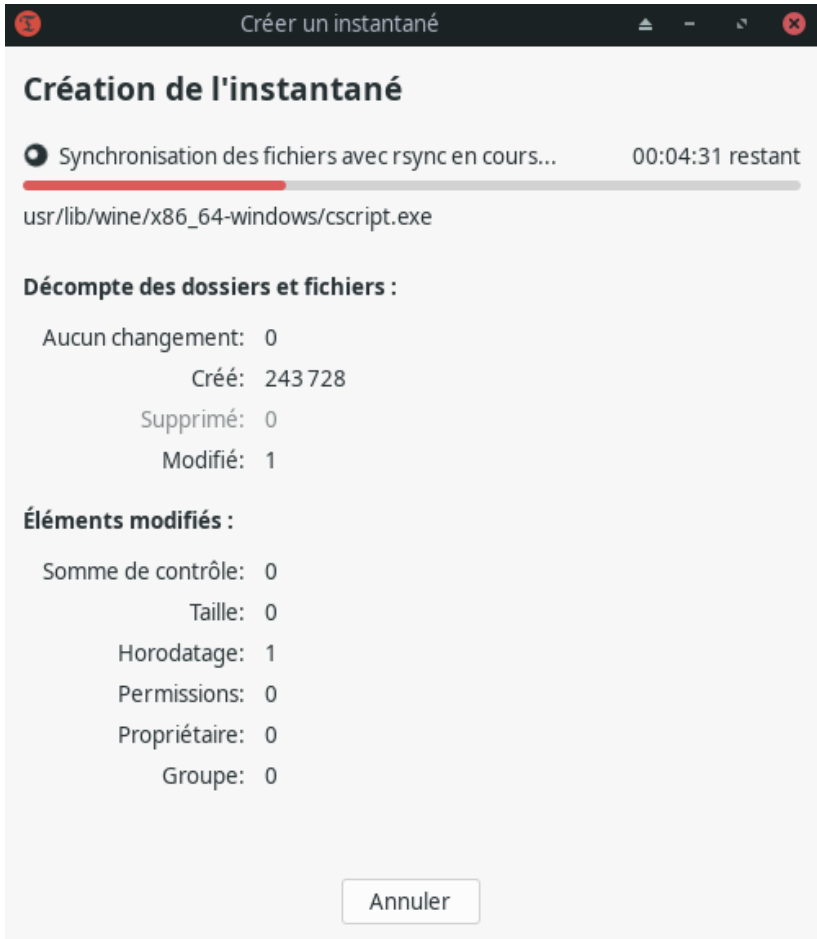 Créer un instantané
Création de l'instantané
Synchronisation des fichiers avec rsync en cours... 00:04:31 restant
usr/lib/wine/x86_64-windows/cscript.exe
Décompte des dossiers et fichiers :
Aucun changement: 0
Créé: 243 728
Supprimé: 0
Modifié: 1
Éléments modifiés :
Somme de contrôle: 0
Taille: 0
Horodatage: 1
Permissions: 0
Propriétaire: 0
Groupe: 0
Annuler